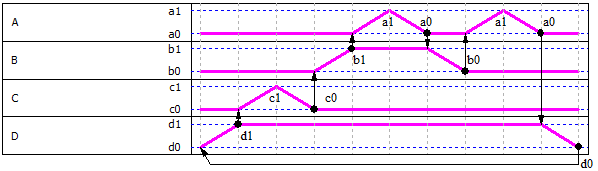 A a1 a1 a0 a1 a0
a0
B b1 b1 b0
b0
C c1 c1 c0
c0
D d1 d1
d0 d0